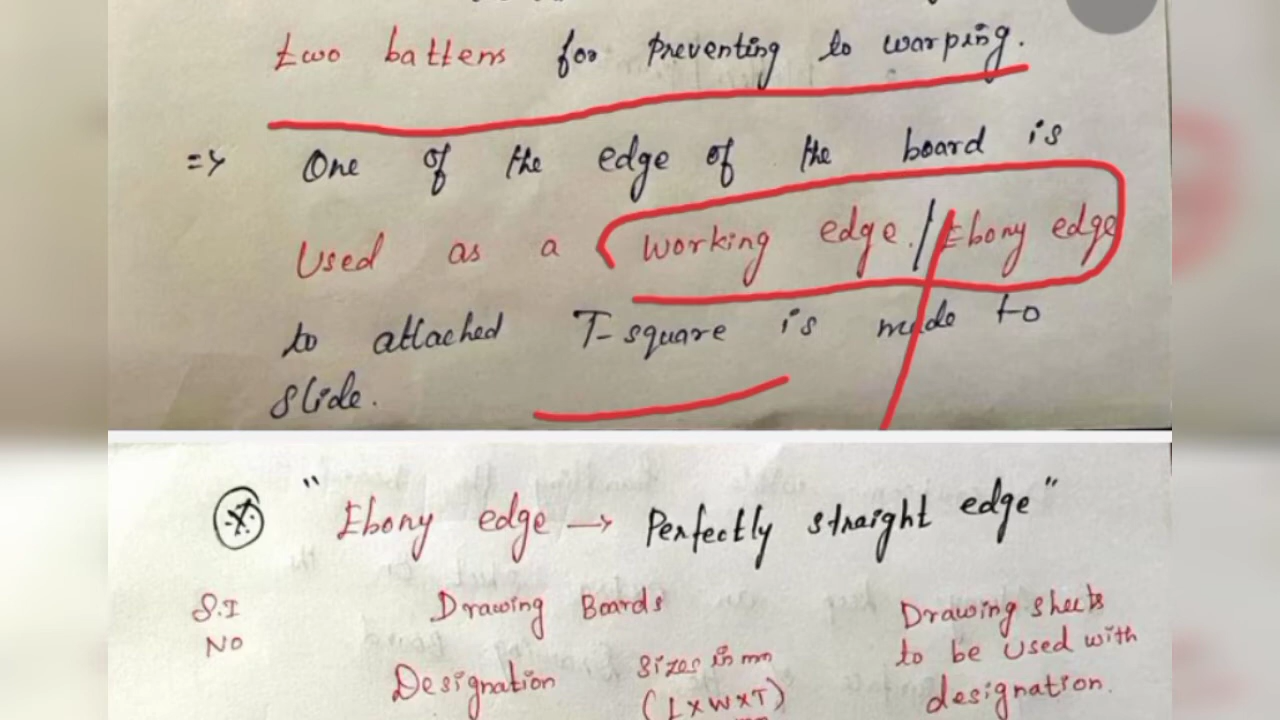 two battens for preventing to warping.
=> One of the edge of the board is
Used as a working edge. / Ebony edge
to attached T-square is made to
slide.
"Ebony edge → Perfectly straight edge"
S.I Drawing Boards Drawing sheets
NO to be used with
Designation Sizes in mm designation.
(LxWxT)